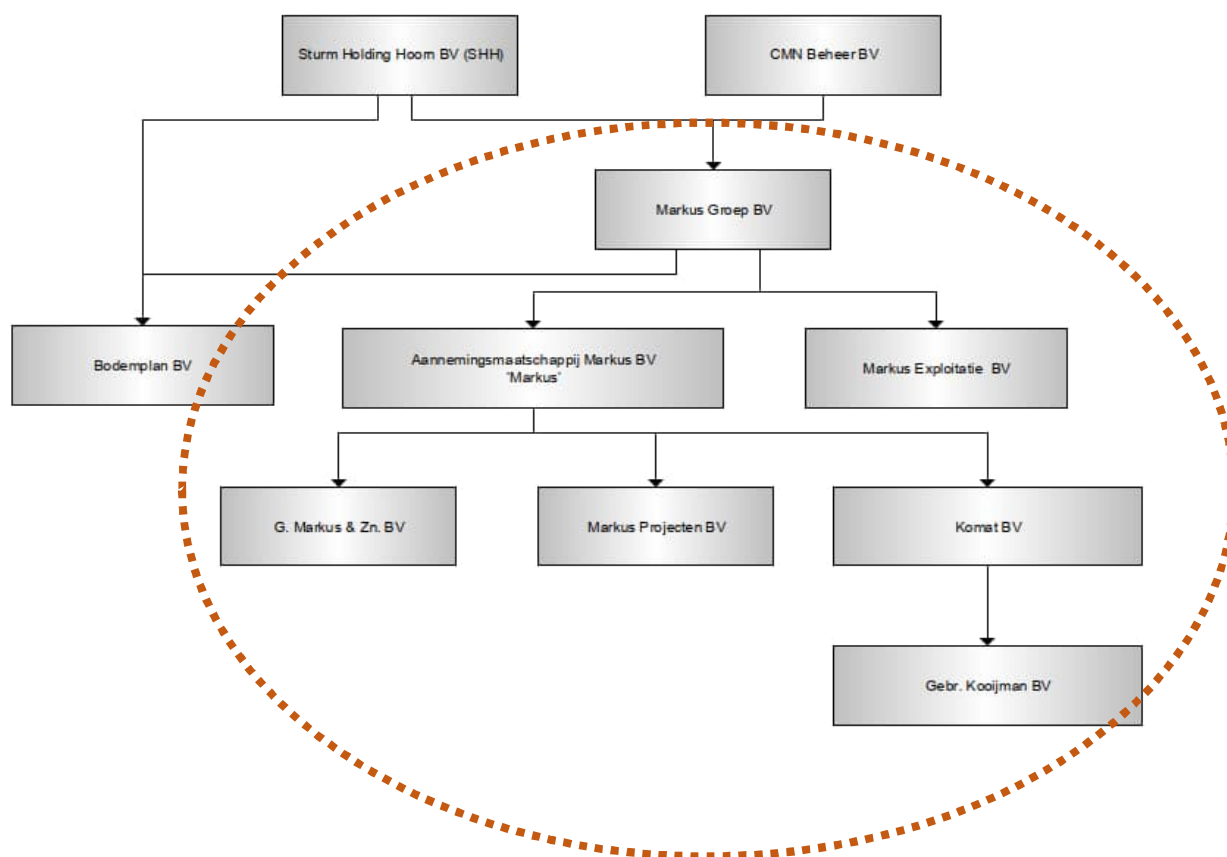 Sturm Holding Hoorn BV (SHH)
CMN Beheer BV
Markus Groep BV
Bodemplan BV
Aannemingsmaatschappij Markus BV
"Markus"
Markus Exploitatie BV
G. Markus & Zn. BV
Markus Projecten BV
Komat BV
Gebr. Kooijman BV